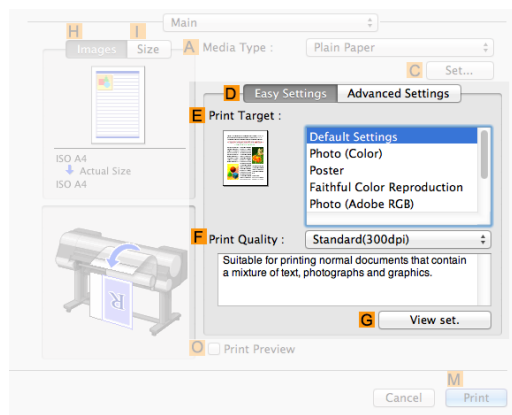 Main
H I
Images Size
A Media Type : Plain Paper
C Set...
D Easy Settings Advanced Settings
E Print Target :
Default Settings
Photo (Color)
Poster
Faithful Color Reproduction
Photo (Adobe RGB)
ISO A4
Actual Size
ISO A4
F Print Quality : Standard(300dpi)
Suitable for printing normal documents that contain
a mixture of text, photographs and graphics.
R
G View set.
O Print Preview
M
Cancel Print